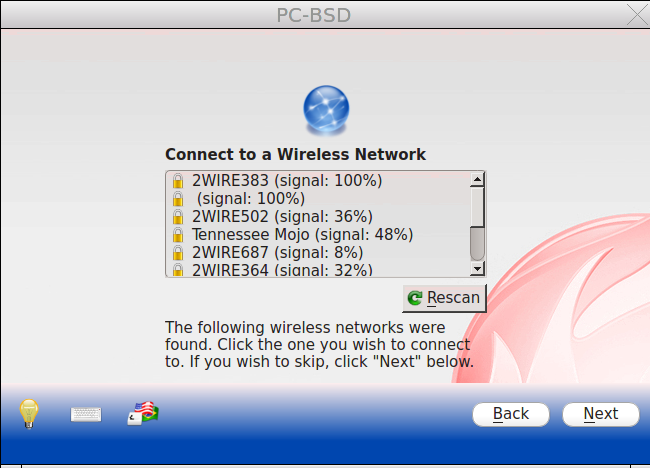 PC-BSD
Connect to a Wireless Network
2WIRE383 (signal: 100%)
(signal: 100%)
2WIRE502 (signal: 36%)
Tennessee Mojo (signal: 48%)
2WIRE687 (signal: 8%)
2WIRE364 (signal: 32%)
Rescan
The following wireless networks were
found. Click the one you wish to connect
to. If you wish to skip, click "Next" below.
Back
Next